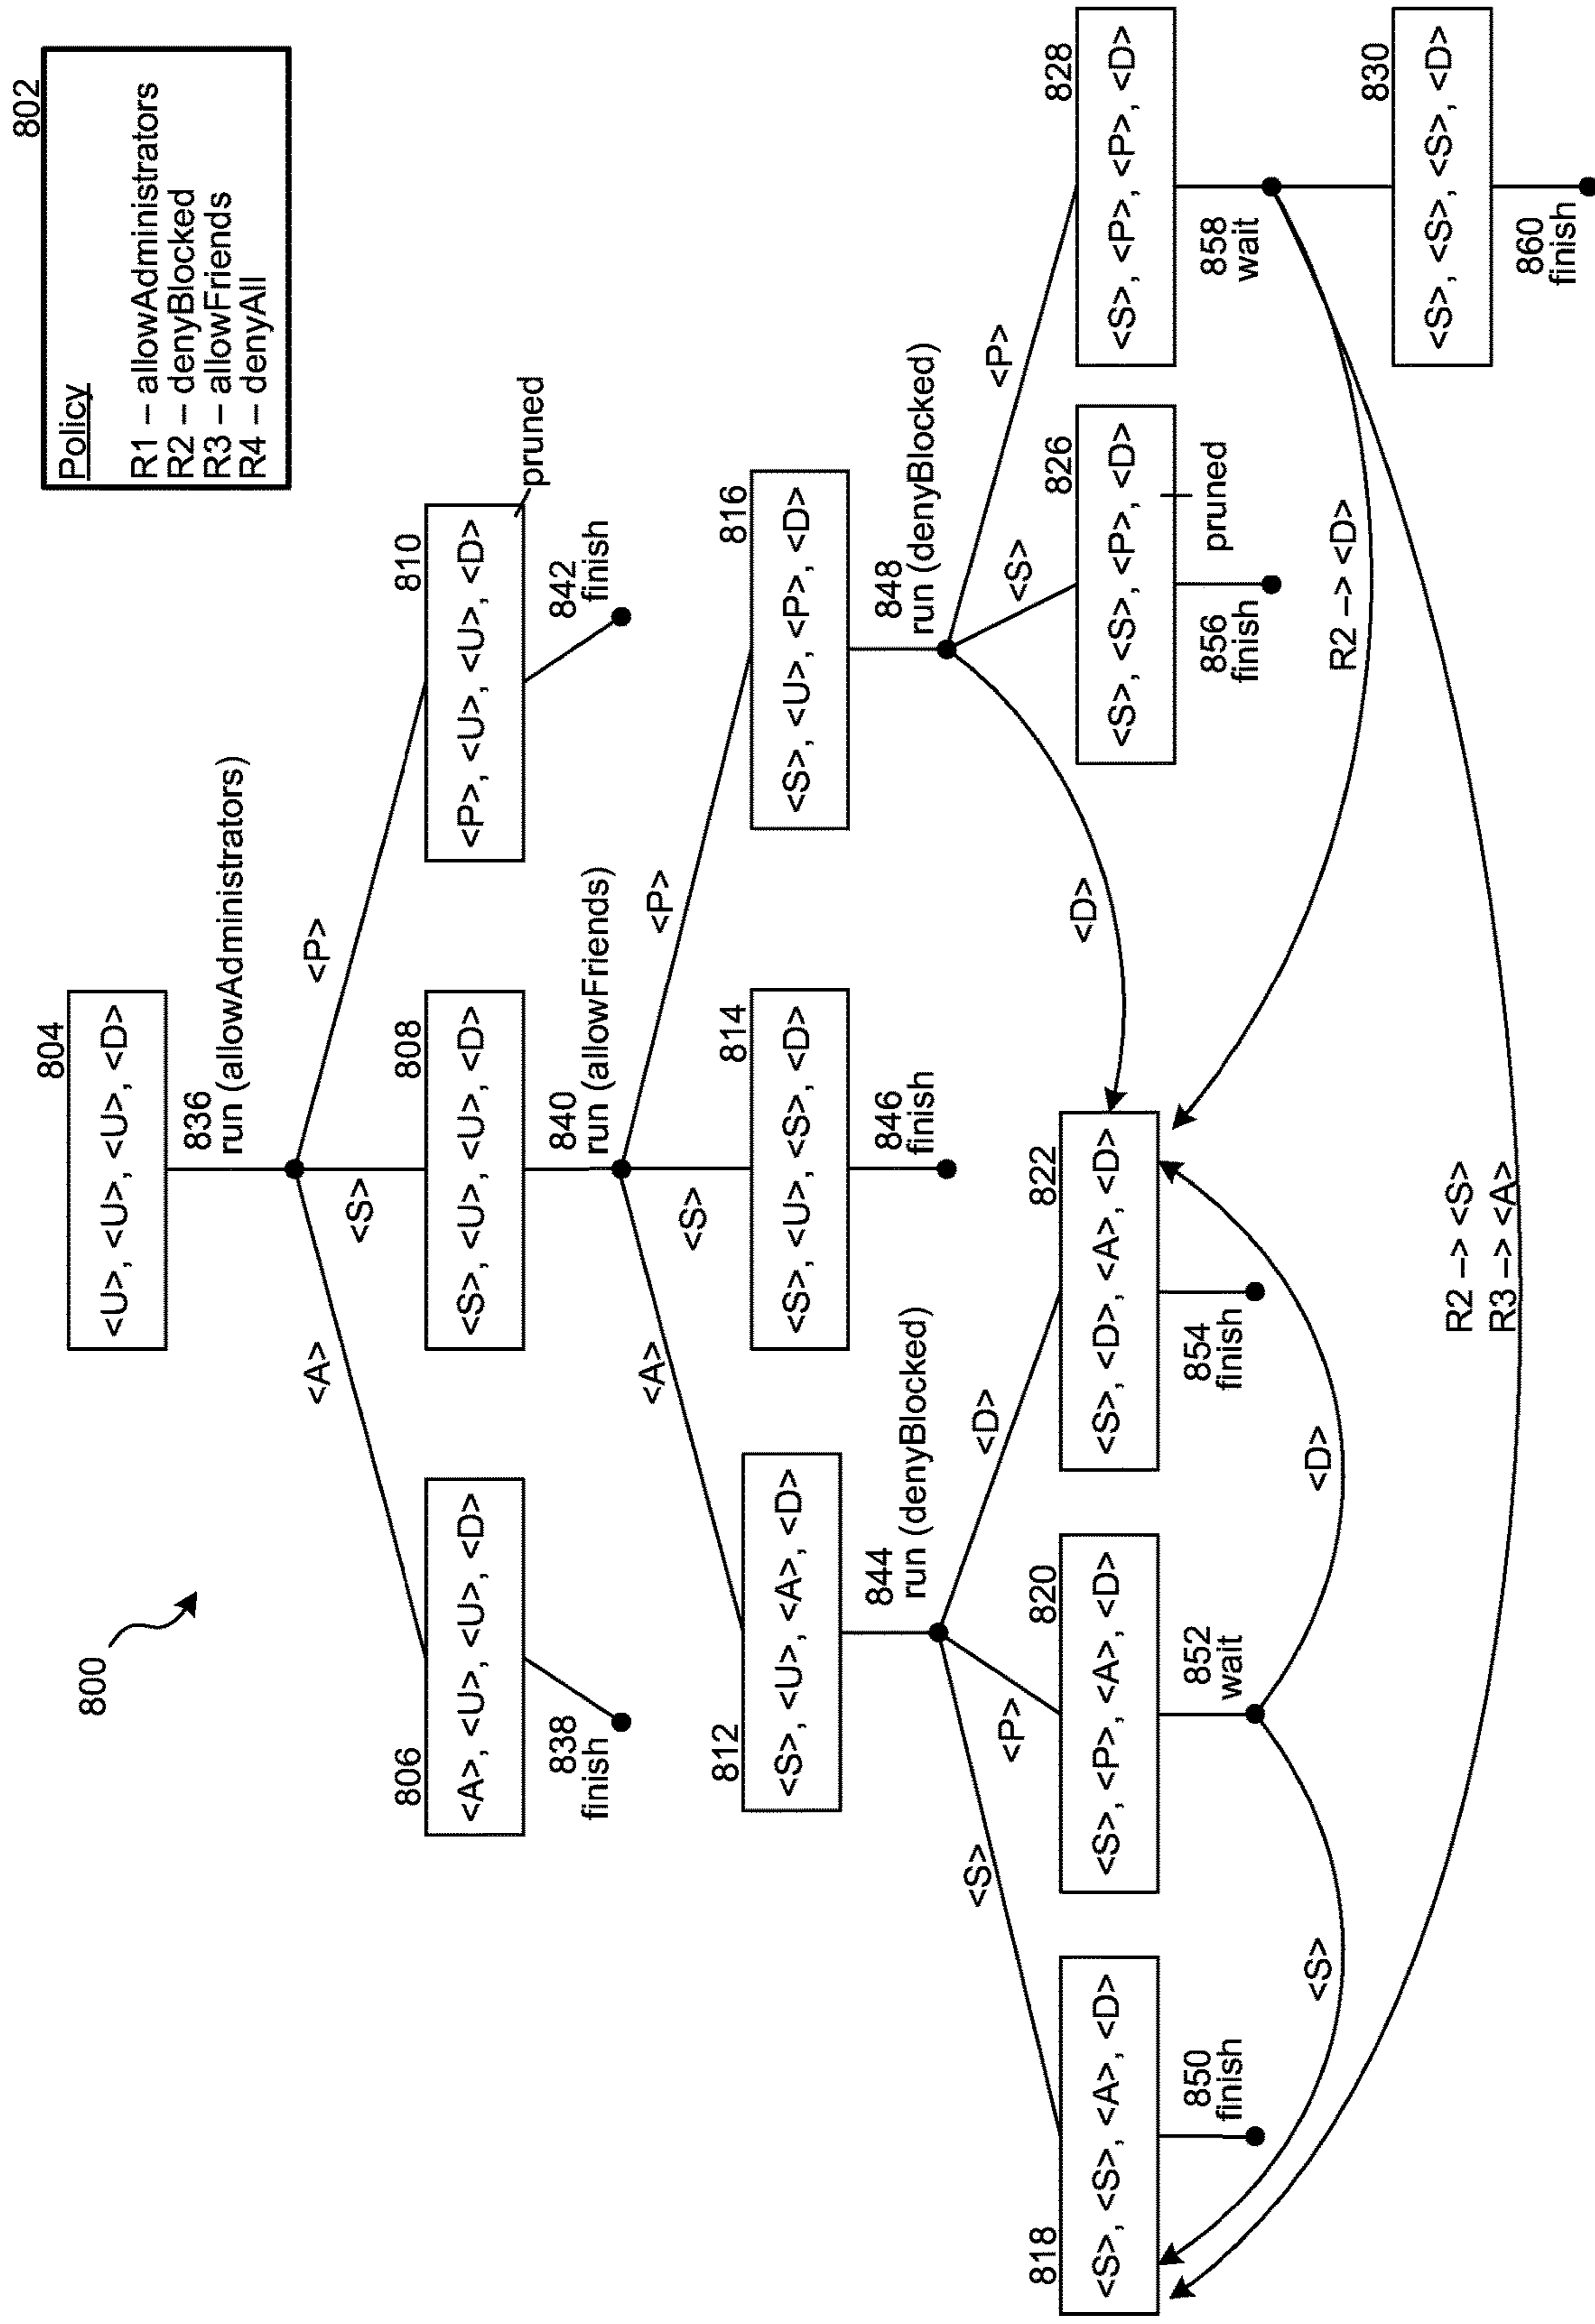 800
802
Policy
R1 – allowAdministrators
R2 – denyBlocked
R3 – allowFriends
R4 – denyAll
804
<U>, <U>, <U>, <D>
836
run (allowAdministrators)
<A>
<S>
<P>
806
<A>, <U>, <U>, <D>
808
<S>, <U>, <U>, <D>
810
<P>, <U>, <U>, <D>
pruned
838
finish
840
run (allowFriends)
842
finish
<A>
<S>
<P>
812
<S>, <U>, <A>, <D>
814
<S>, <U>, <S>, <D>
816
<S>, <U>, <P>, <D>
844
run (denyBlocked)
846
finish
848
run (denyBlocked)
<S>
<P>
<D>
<D>
<S>
<P>
818
<S>, <S>, <A>, <D>
820
<S>, <P>, <A>, <D>
822
<S>, <D>, <A>, <D>
826
<S>, <S>, <P>, <D>
pruned
828
<S>, <P>, <P>, <D>
850
finish
852
wait
854
finish
856
finish
858
wait
<S>
<D>
R2 –> <D>
830
<S>, <S>, <S>, <D>
R2 –> <S>
R3 –> <A>
860
finish